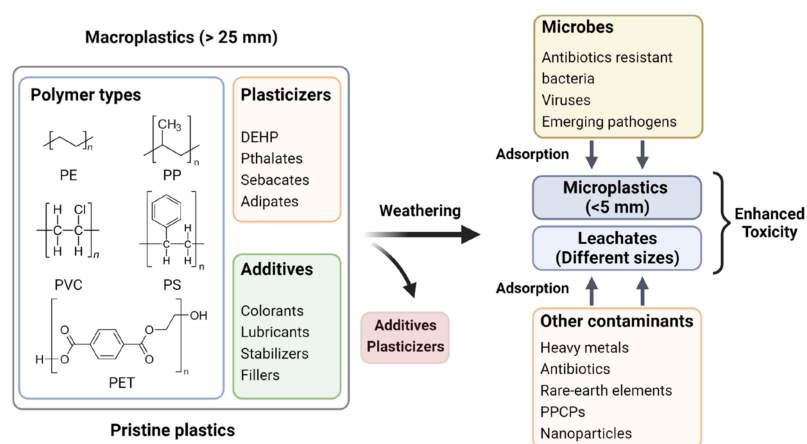 Macroplastics (> 25 mm)
Polymer types
n
PE
CH3
n
PP
H
Cl
C
C
H
H
n
PVC
H
C
C
H
H
n
PS
O
O
OH
H
O
O
n
PET
Plasticizers
DEHP
Pthalates
Sebacates
Adipates
Additives
Colorants
Lubricants
Stabilizers
Fillers
Pristine plastics
Weathering
Additives
Plasticizers
Microbes
Antibiotics resistant
bacteria
Viruses
Emerging pathogens
Adsorption
Microplastics
(<5 mm)
Leachates
(Different sizes)
Enhanced
Toxicity
Adsorption
Other contaminants
Heavy metals
Antibiotics
Rare-earth elements
PPCPs
Nanoparticles